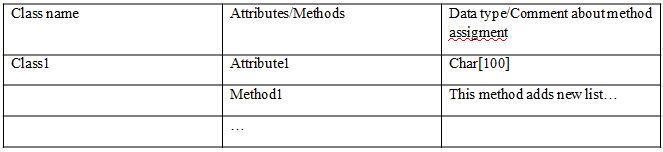 Class name Attributes/Methods Data type/Comment about method
assigment
Class1 Attribute1 Char[100]
Method1 This method adds new list…
…